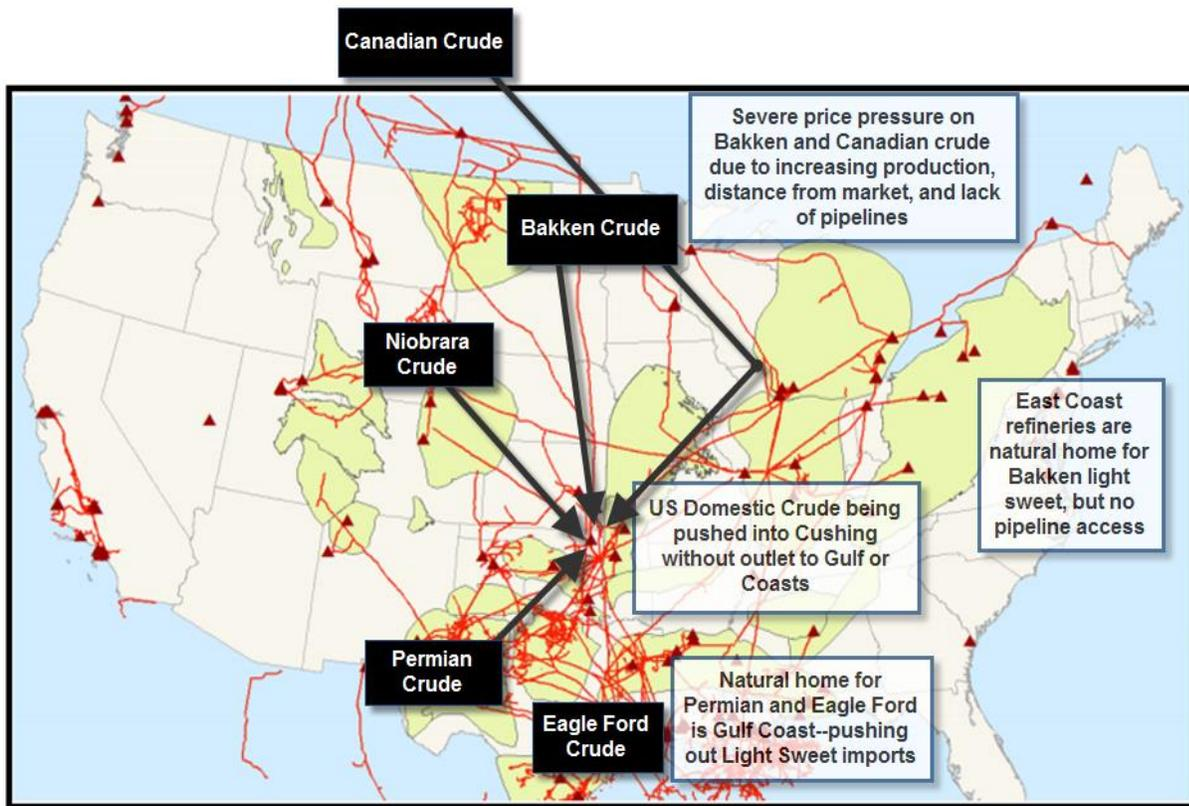 Canadian Crude
Severe price pressure on
Bakken and Canadian crude
due to increasing production,
distance from market, and lack
of pipelines
Bakken Crude
Niobrara
Crude
East Coast
refineries are
natural home for
Bakken light
sweet, but no
pipeline access
US Domestic Crude being
pushed into Cushing
without outlet to Gulf or
Coasts
Permian
Crude
Natural home for
Permian and Eagle Ford
is Gulf Coast--pushing
out Light Sweet imports
Eagle Ford
Crude